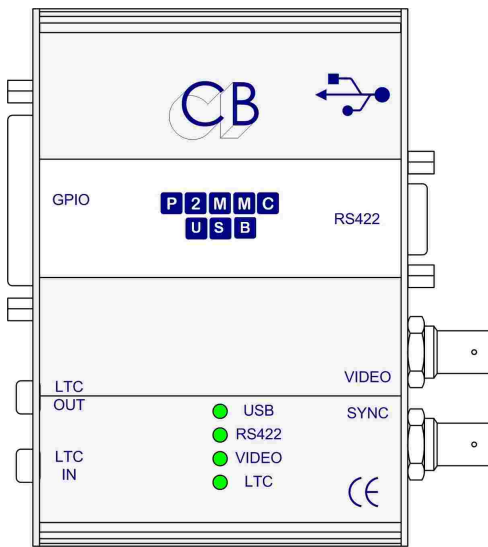 CB
GPIO
P2MMC
USB
RS422
VIDEO
LTC
OUT
SYNC
USB
RS422
VIDEO
LTC
LTC
IN
CE